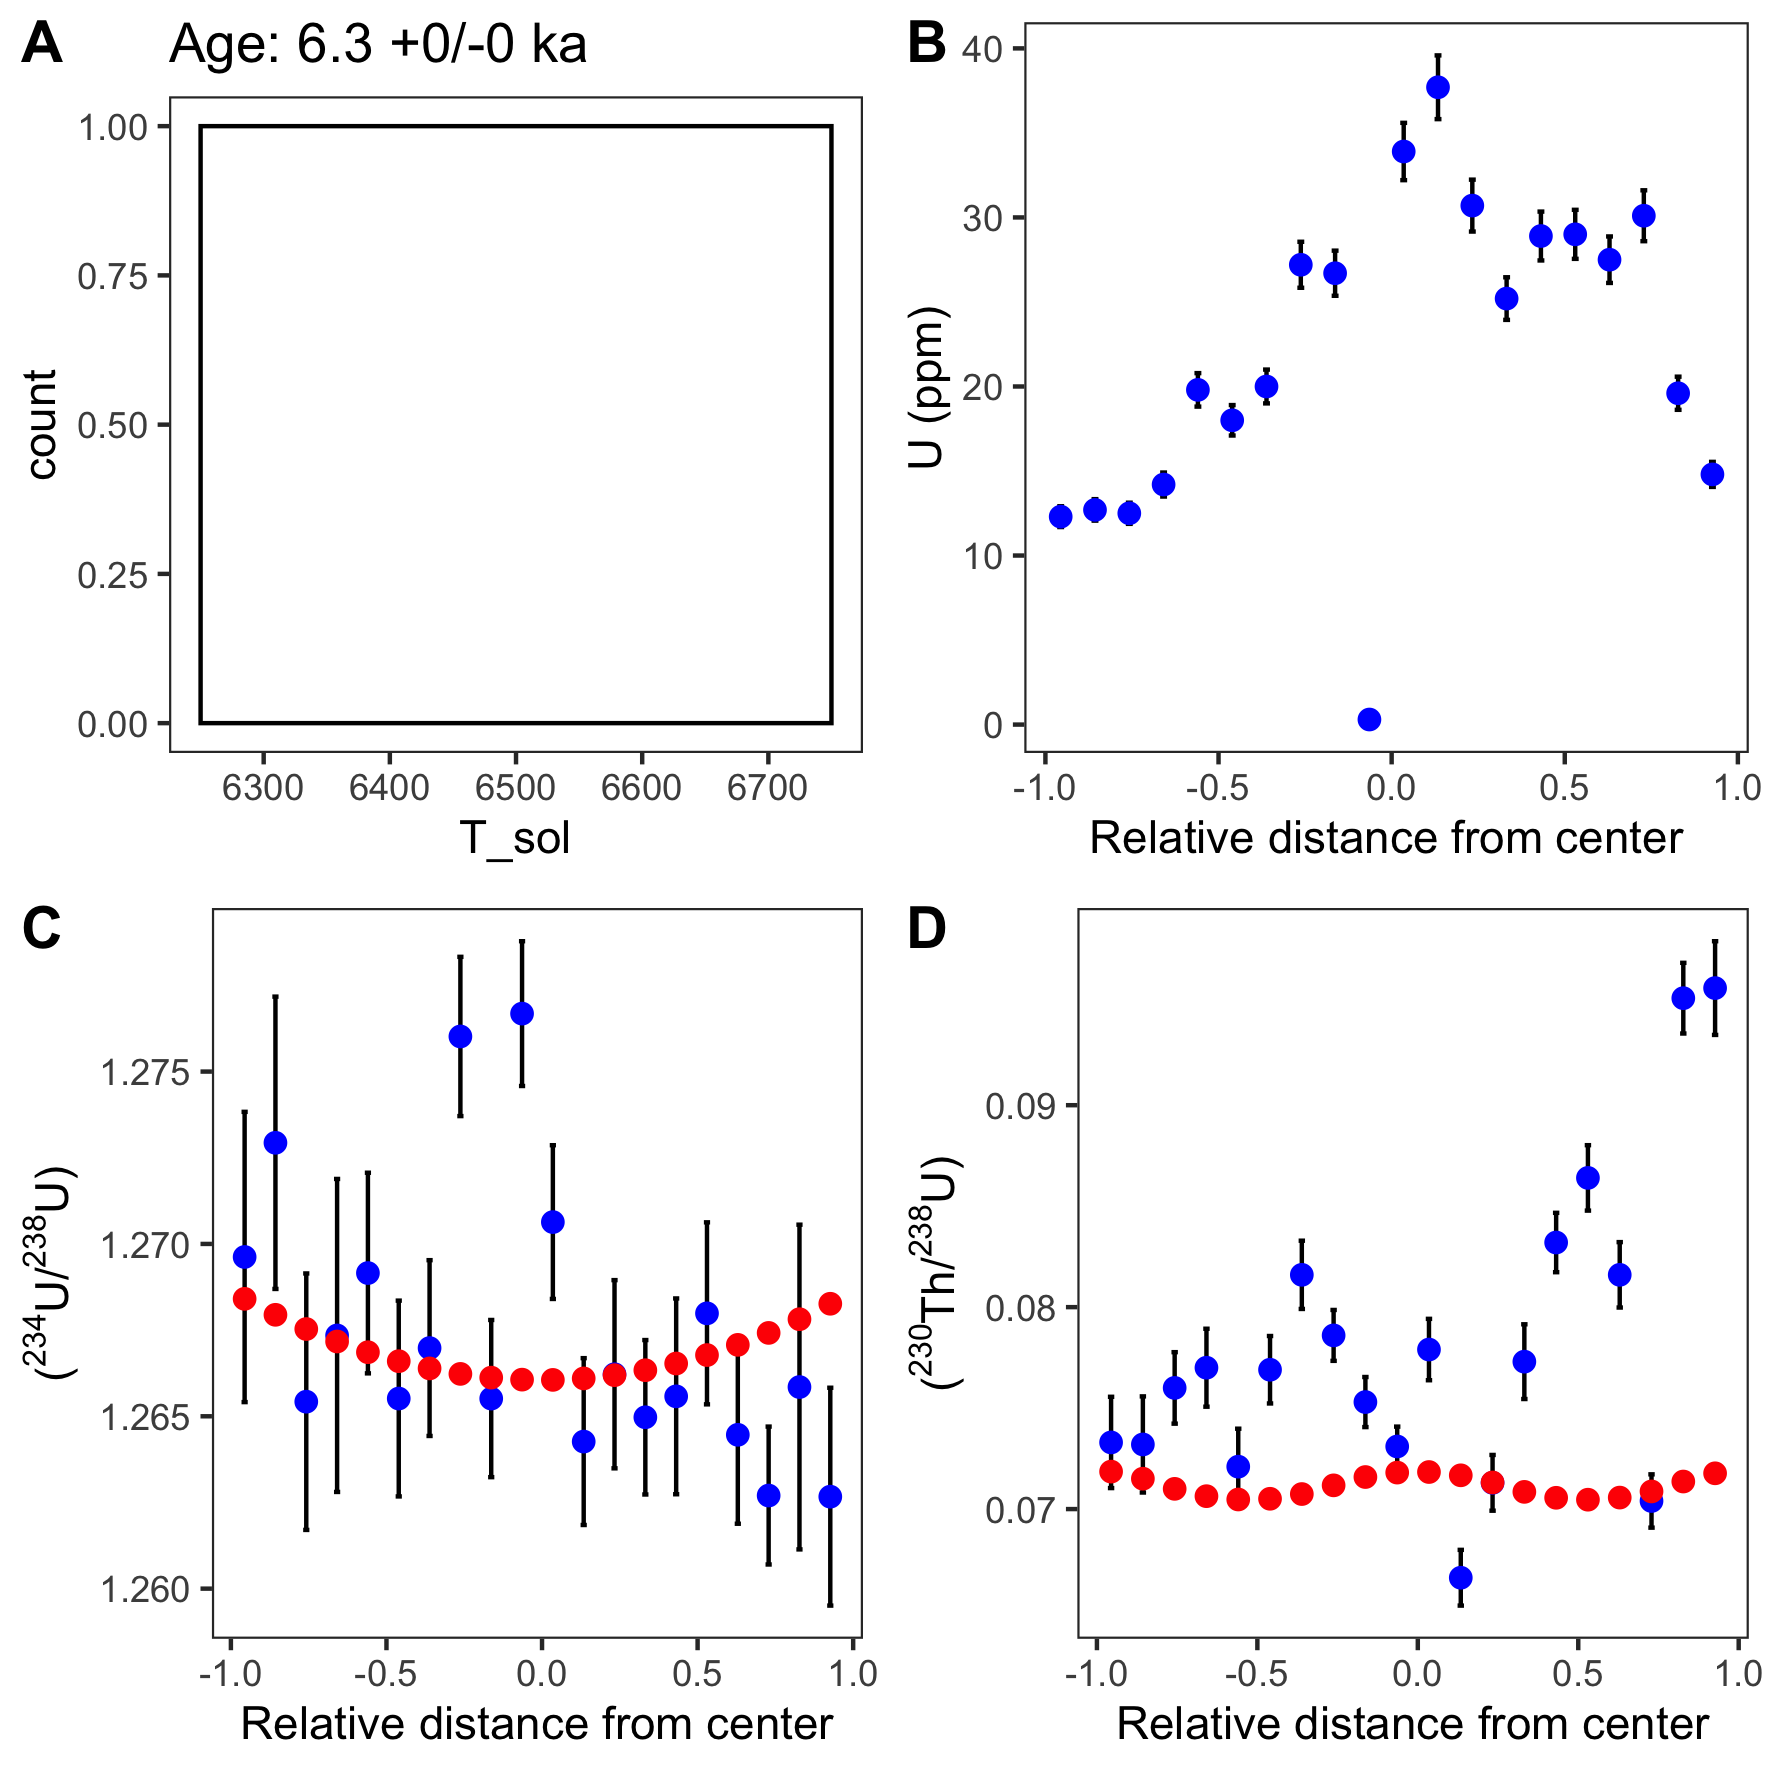 A Age: 6.3 +0/-0 ka
1.00
0.75
0.50
0.25
0.00
count
6300 6400 6500 6600 6700
T_sol
B
40
30
20
10
0
U (ppm)
-1.0 -0.5 0.0 0.5 1.0
Relative distance from center
C
1.275
1.270
1.265
1.260
(²³⁴U/²³⁸U)
-1.0 -0.5 0.0 0.5 1.0
Relative distance from center
D
0.09
0.08
0.07
(²³⁰Th/²³⁸U)
-1.0 -0.5 0.0 0.5 1.0
Relative distance from center